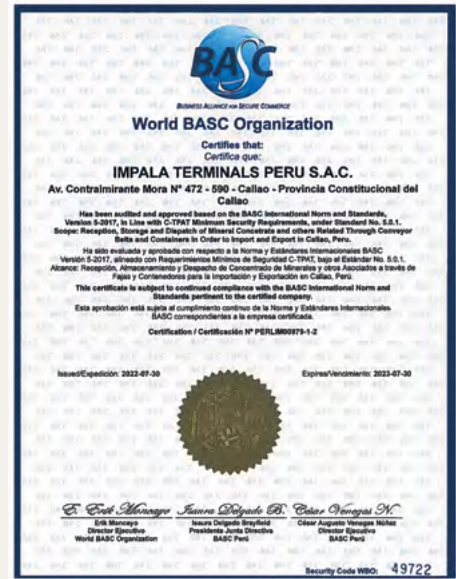 BASC
BUSINESS ALLIANCE FOR SECURE COMMERCE
World BASC Organization
Certifies that:
Certifica que:
IMPALA TERMINALS PERU S.A.C.
Av. Contralmirante Mora N° 472 - 590 - Callao - Provincia Constitucional del
Callao
Has been audited and approved based on the BASC International Norm and Standards,
Version 5-2017, in Line with C-TPAT Minimum Security Requirements, under Standard No. 5.0.1.
Scope: Reception, Storage and Dispatch of Mineral Concetrate and others Related Through Conveyor
Belts and Containers in Order to Import and Export in Callao, Peru.
Ha sido evaluada y aprobada con respecto a la Norma y Estándares Internacionales BASC
Versión 5-2017, alineado con Requerimientos Mínimos de Seguridad C-TPAT, bajo el Estándar No. 5.0.1.
Alcance: Recepción, Almacenamiento y Despacho de Concentrado de Minerales y otros Asociados a través de
Fajas y Contenedores para la Importación y Exportación en Callao, Perú.
This certificate is subject to continued compliance with the BASC International Norm and
Standards pertinent to the certified company.
Esta aprobación está sujeta al cumplimiento continuo de la Norma y Estándares Internacionales
BASC correspondientes a la empresa certificada.
Certification / Certificación N° PERLIM00979-1-2
Issued/Expedición: 2022-07-30 Expires/Vencimiento: 2023-07-30
E. Erik Moncayo Isaura Delgado B. César Venegas N.
Erik Moncayo Isaura Delgado Brayfield César Augusto Venegas Núñez
Director Ejecutivo Presidenta Junta Directiva Director Ejecutivo
World BASC Organization BASC Perú BASC Perú
Security Code WBO: 49722